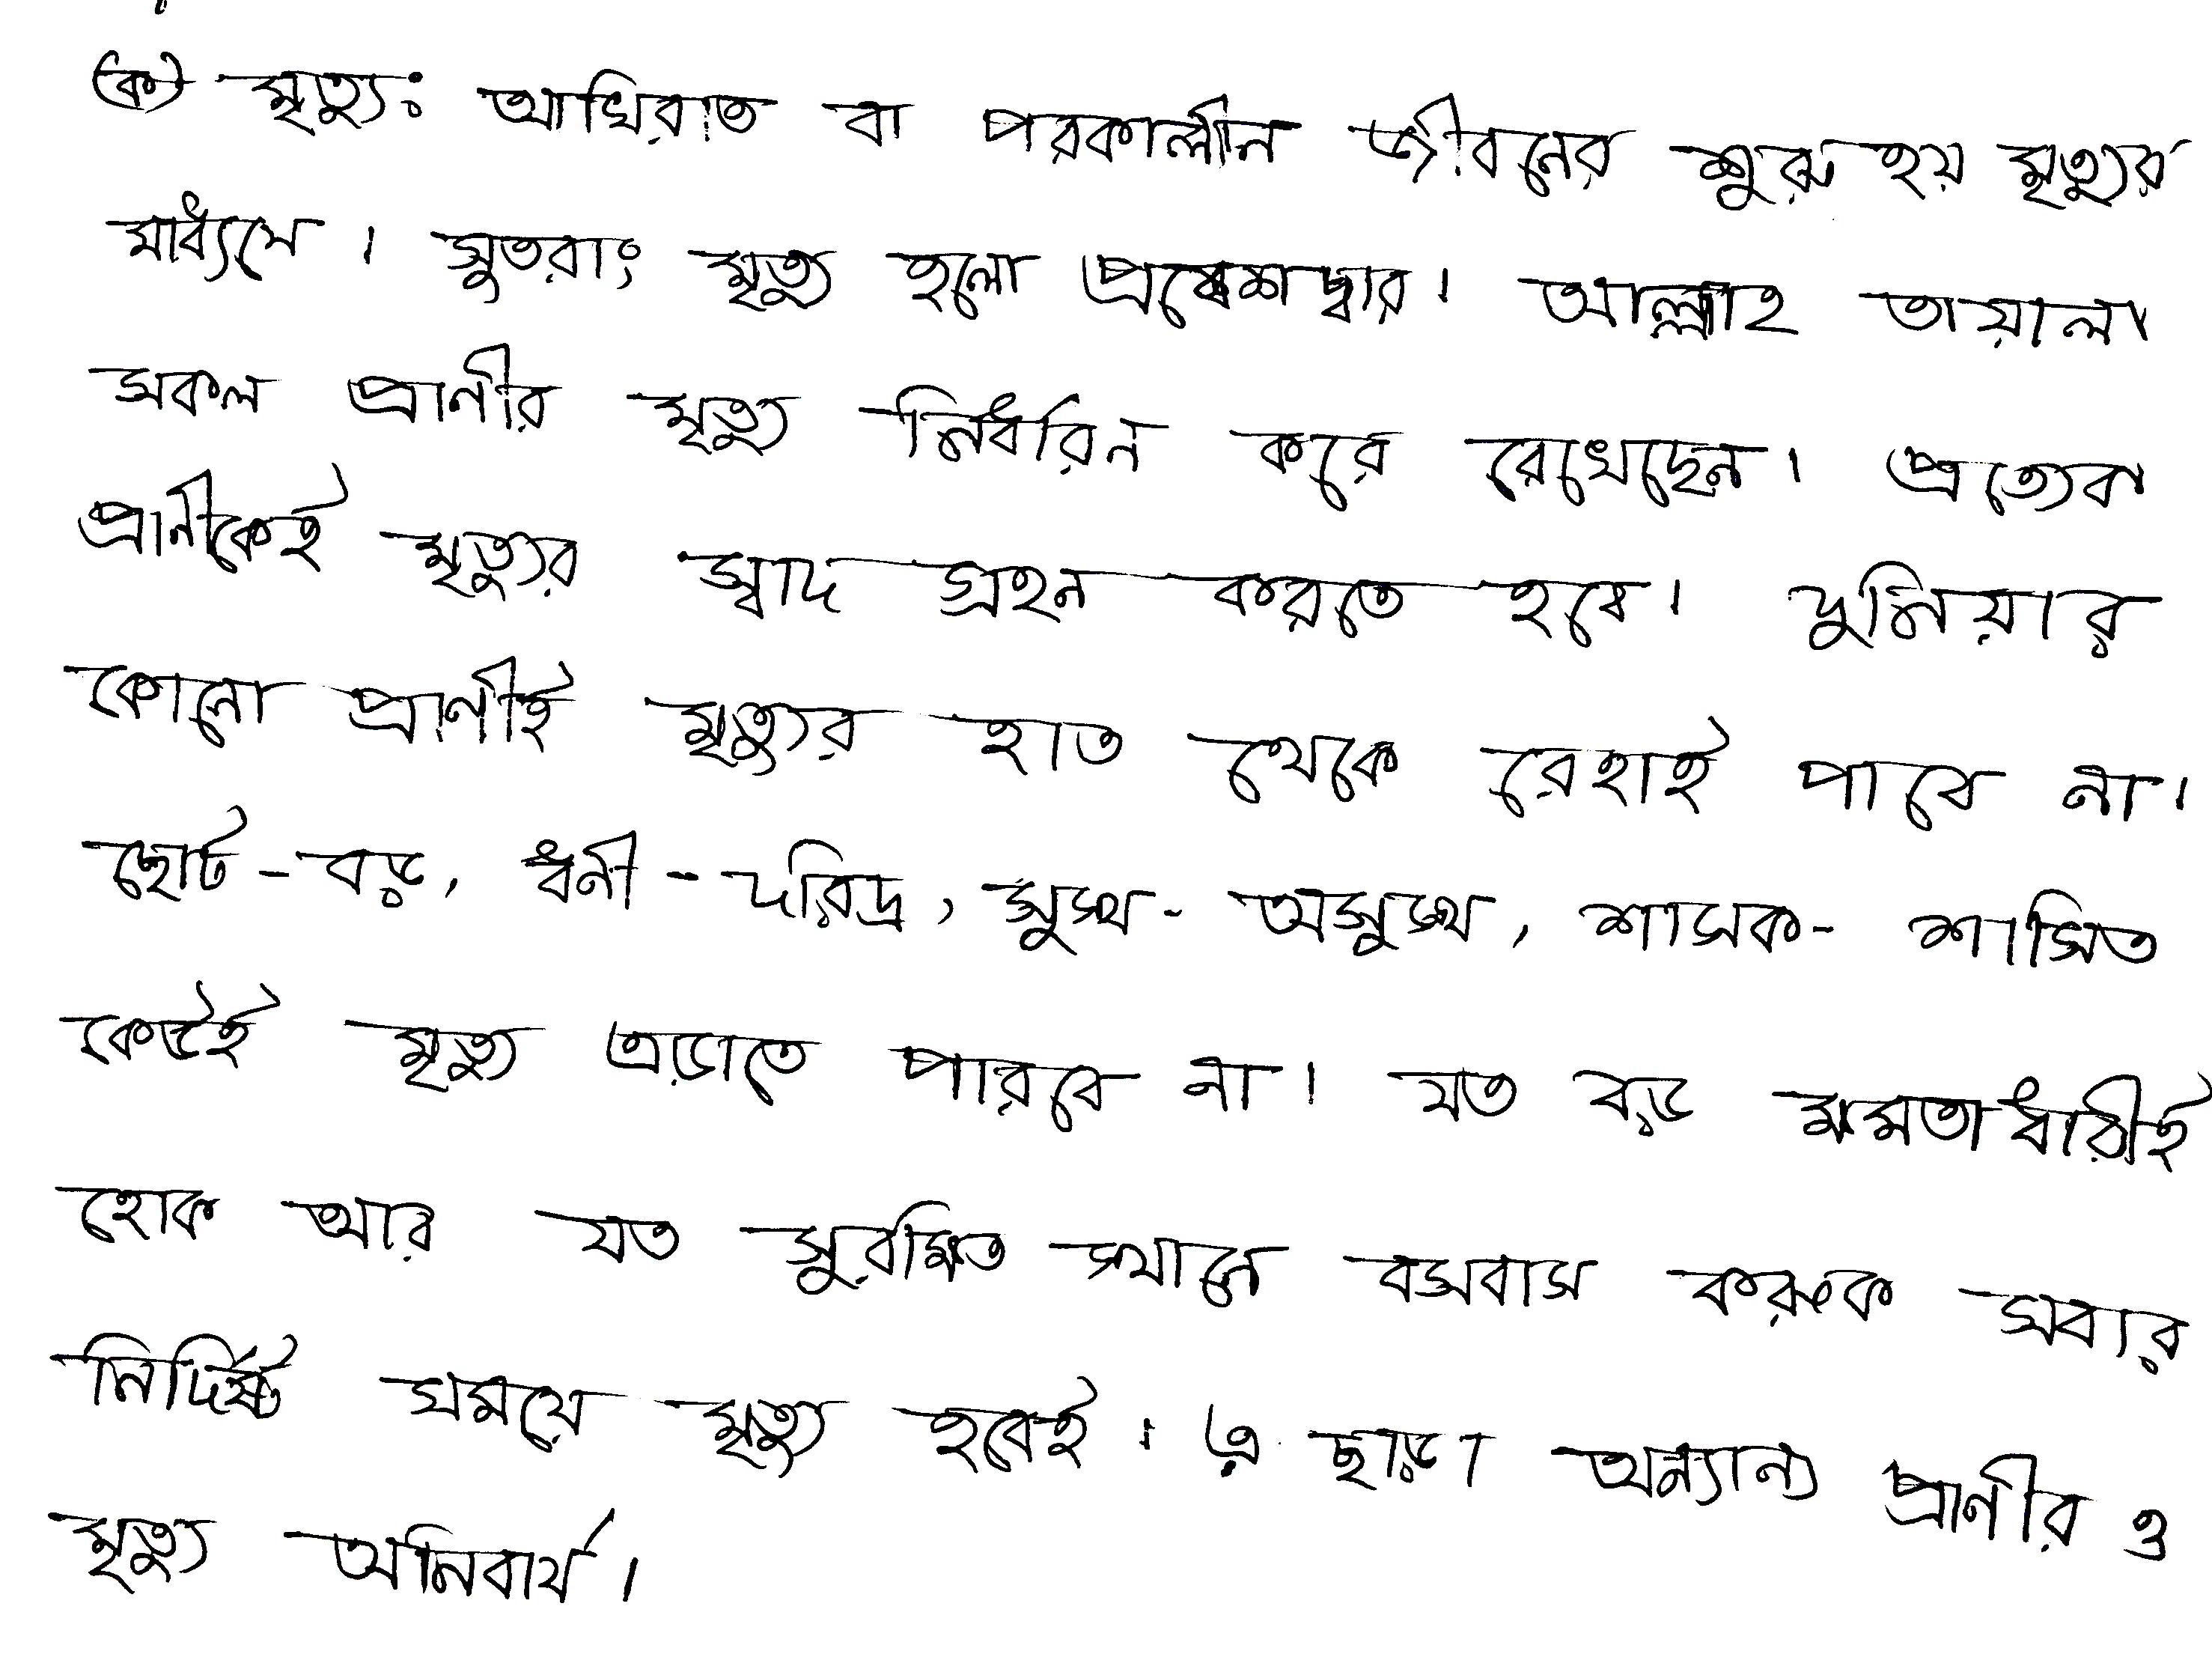 (ক) মৃত্যুঃ আখিরাত বা পরকালীন জীবনের শুরু হয় মৃত্যুর
মাধ্যমে। সুতরাং মৃত্যু হলো প্রবেশদ্বার। আল্লাহ তায়ালা
সকল প্রানীর মৃত্যু নির্ধারন করে রেখেছেন। প্রত্যেক
প্রানীকেই মৃত্যুর স্বাদ গ্রহন করতে হবে। দুনিয়ার
কোনো প্রাণীই মৃত্যুর হাত থেকে রেহাই পাবে না।
ছোট-বড়, ধনী-দরিদ্র, সুস্থ-অসুস্থ, শাসক-শাসিত
কেউই মৃত্যু এড়াতে পারবে না। যত বড় ক্ষমতাধারীই
হোক আর যত সুরক্ষিত স্থানে বসবাস করুক সবার
নির্দিষ্ট সময়ে মৃত্যু হবেই। এ ছাড়া অন্যান্য প্রাণীর ও
মৃত্যু অনিবার্য।